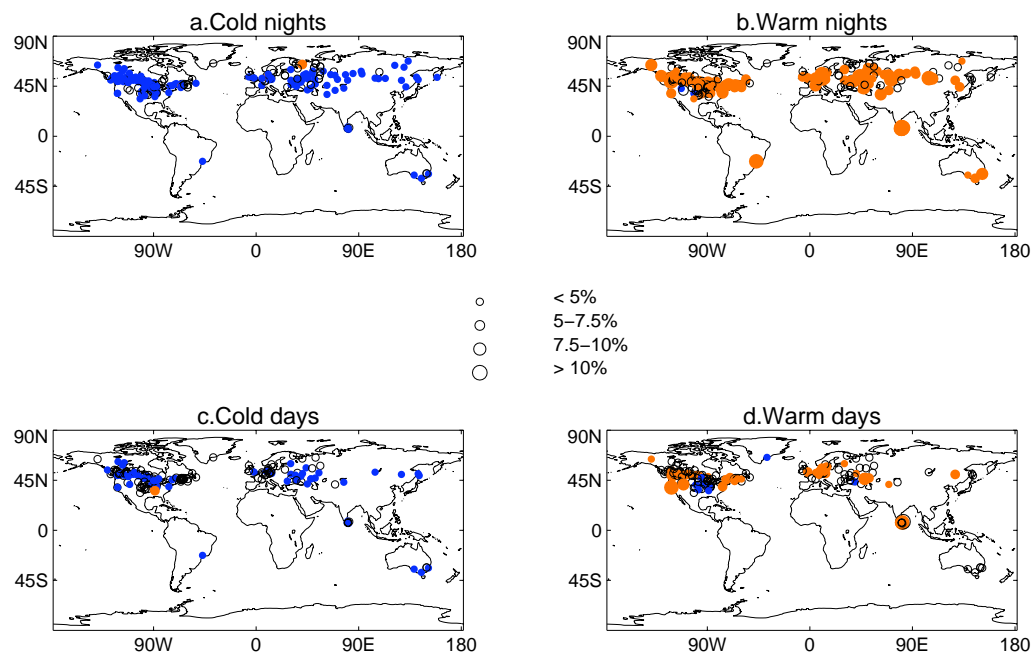 a.Cold nights
b.Warm nights
90N
45N
0
45S
90W
0
90E
180
90N
45N
0
45S
90W
0
90E
180
< 5%
5−7.5%
7.5−10%
> 10%
c.Cold days
d.Warm days
90N
45N
0
45S
90W
0
90E
180
90N
45N
0
45S
90W
0
90E
180